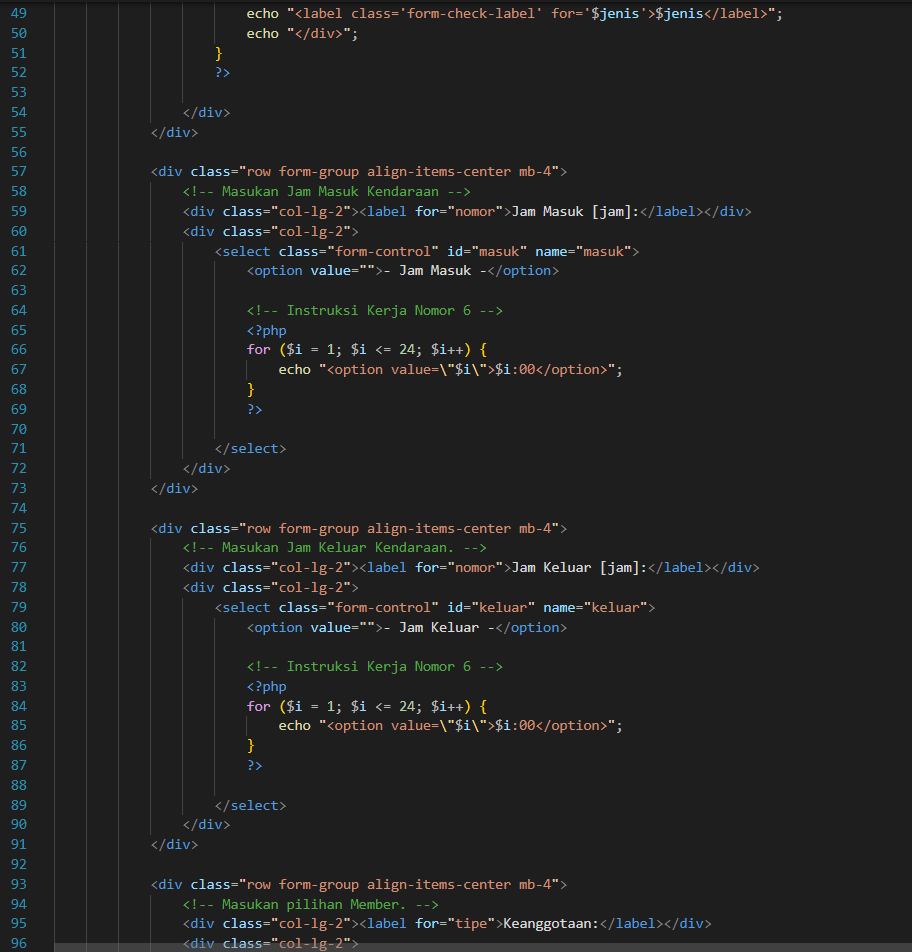 49 echo "<label class='form-check-label' for='$jenis'>$jenis</label>";
50 echo "</div>";
51 }
52 ?>
53
54 </div>
55 </div>
56
57 <div class="row form-group align-items-center mb-4">
58 <!-- Masukan Jam Masuk Kendaraan -->
59 <div class="col-lg-2"><label for="nomor">Jam Masuk [jam]:</label></div>
60 <div class="col-lg-2">
61 <select class="form-control" id="masuk" name="masuk">
62 <option value="">- Jam Masuk -</option>
63
64 <!-- Instruksi Kerja Nomor 6 -->
65 <?php
66 for ($i = 1; $i <= 24; $i++) {
67 echo "<option value=\"$i\">$i:00</option>";
68 }
69 ?>
70
71 </select>
72 </div>
73 </div>
74
75 <div class="row form-group align-items-center mb-4">
76 <!-- Masukan Jam Keluar Kendaraan. -->
77 <div class="col-lg-2"><label for="nomor">Jam Keluar [jam]:</label></div>
78 <div class="col-lg-2">
79 <select class="form-control" id="keluar" name="keluar">
80 <option value="">- Jam Keluar -</option>
81
82 <!-- Instruksi Kerja Nomor 6 -->
83 <?php
84 for ($i = 1; $i <= 24; $i++) {
85 echo "<option value=\"$i\">$i:00</option>";
86 }
87 ?>
88
89 </select>
90 </div>
91 </div>
92
93 <div class="row form-group align-items-center mb-4">
94 <!-- Masukan pilihan Member. -->
95 <div class="col-lg-2"><label for="tipe">Keanggotaan:</label></div>
96 <div class="col-lg-2">